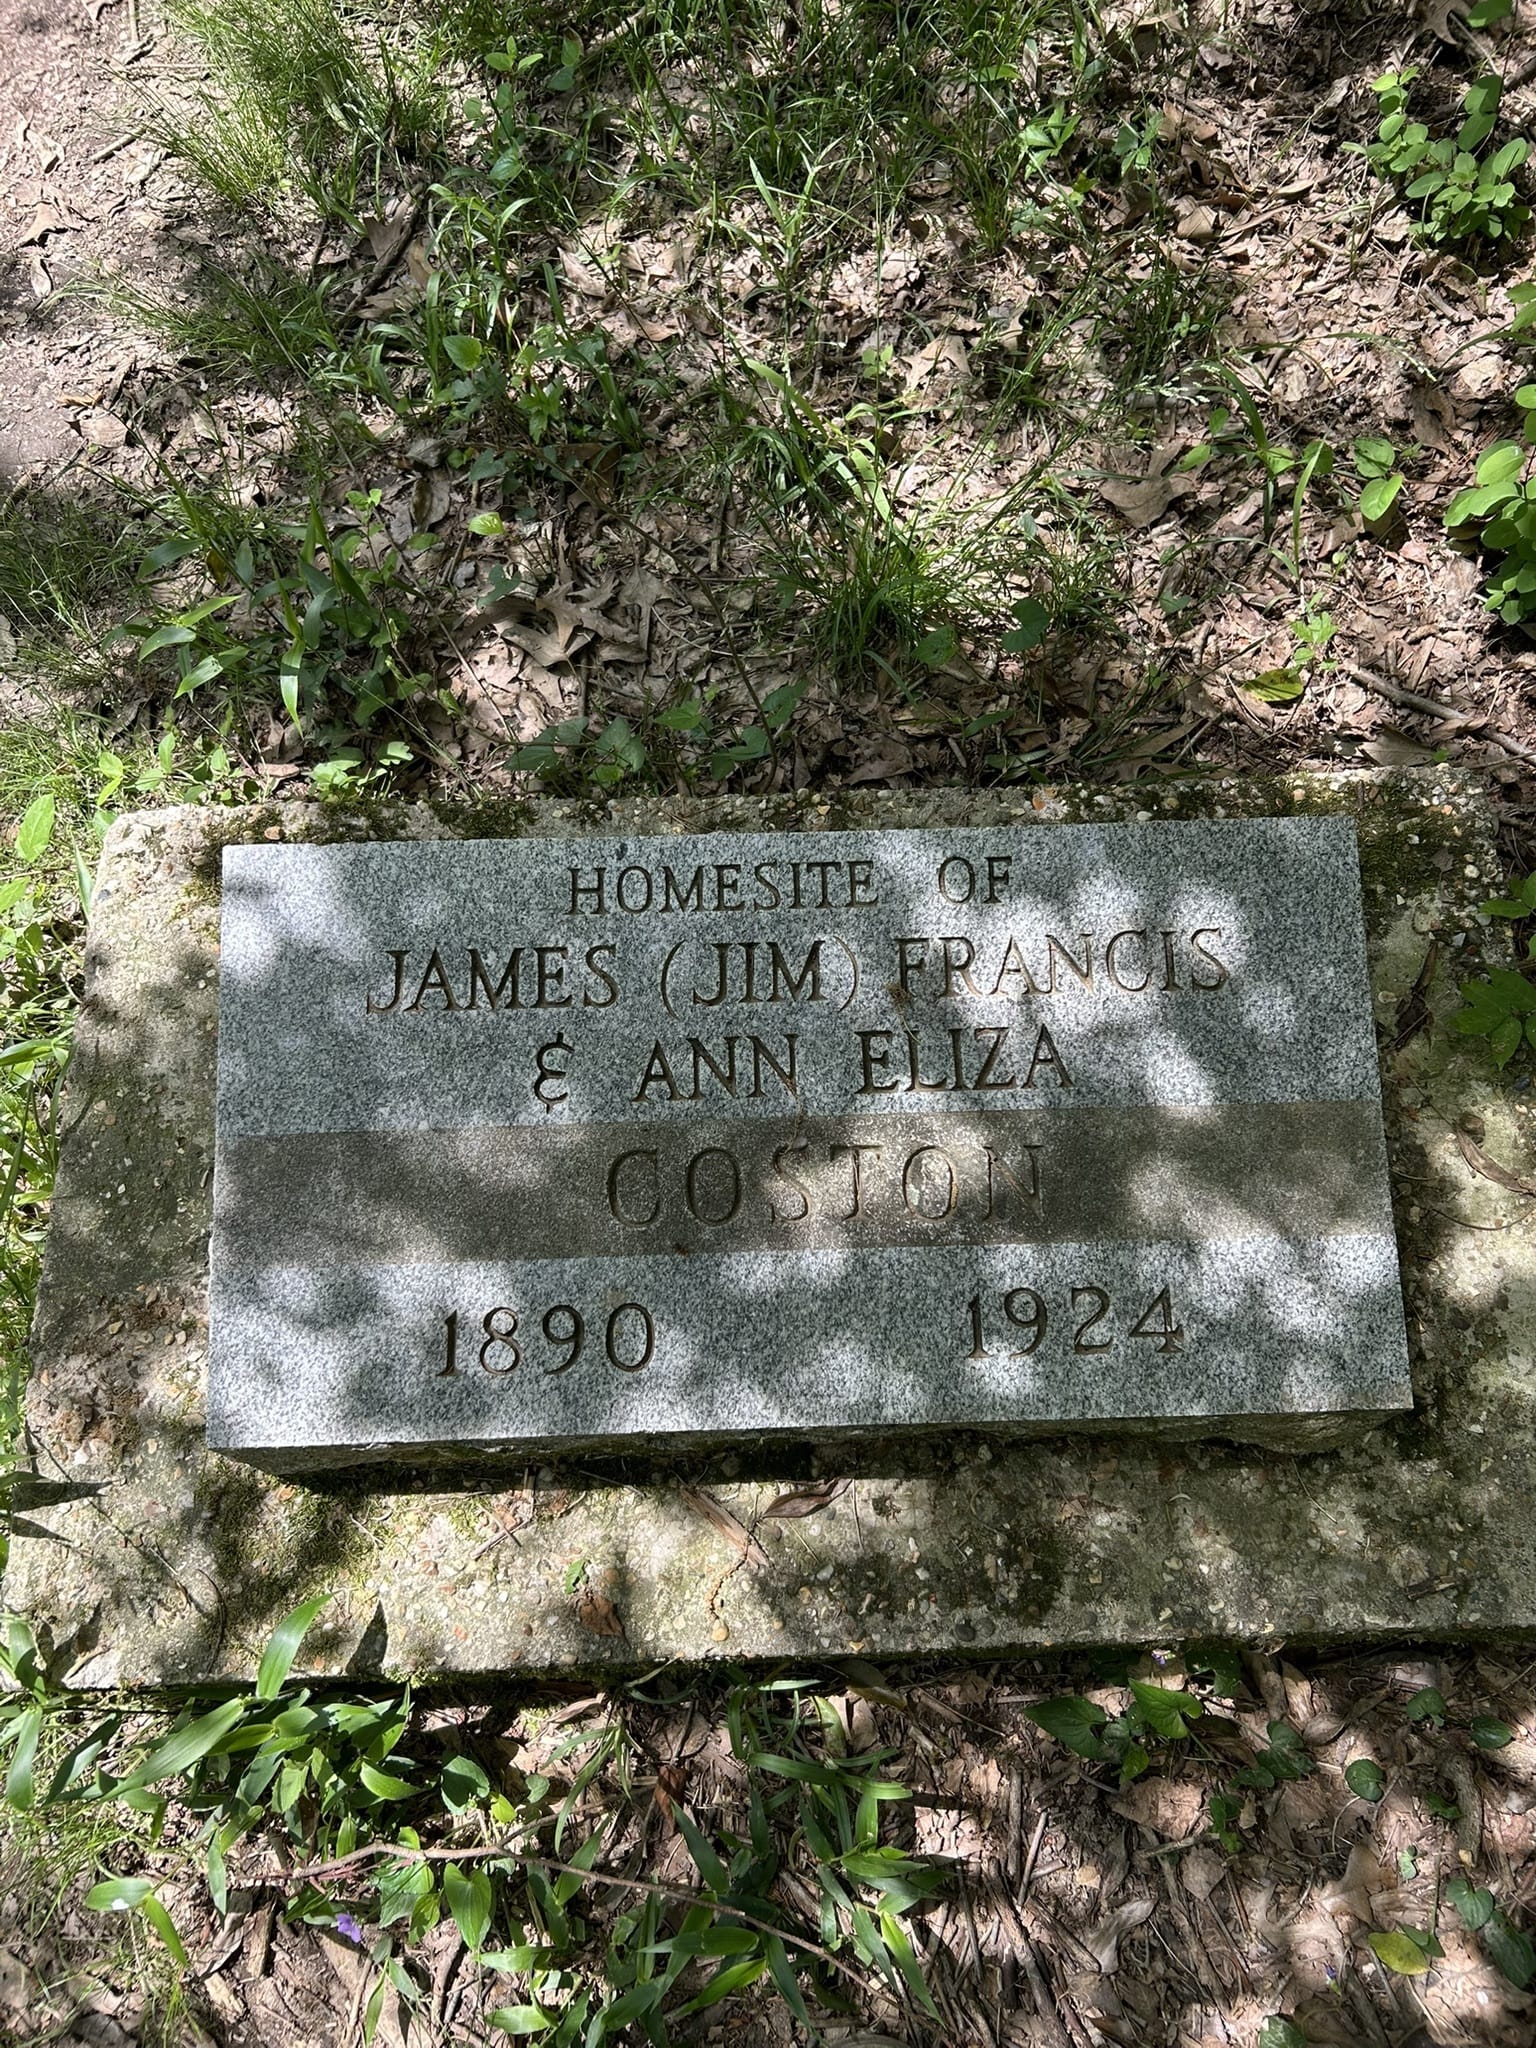 HOMESITE OF
JAMES (JIM) FRANCIS
& ANN ELIZA
COSTON
1890 1924